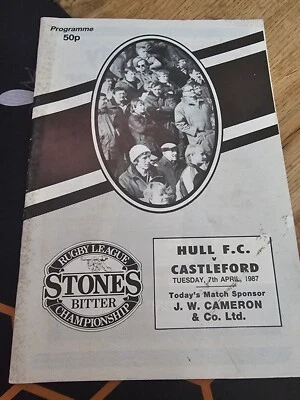 Programme
50p
RUGBY LEAGUE
STONES
BITTER
CHAMPIONSHIP
HULL F.C.
v
CASTLEFORD
TUESDAY, 7th APRIL, 1987
Today's Match Sponsor
J. W. CAMERON
& Co. Ltd.